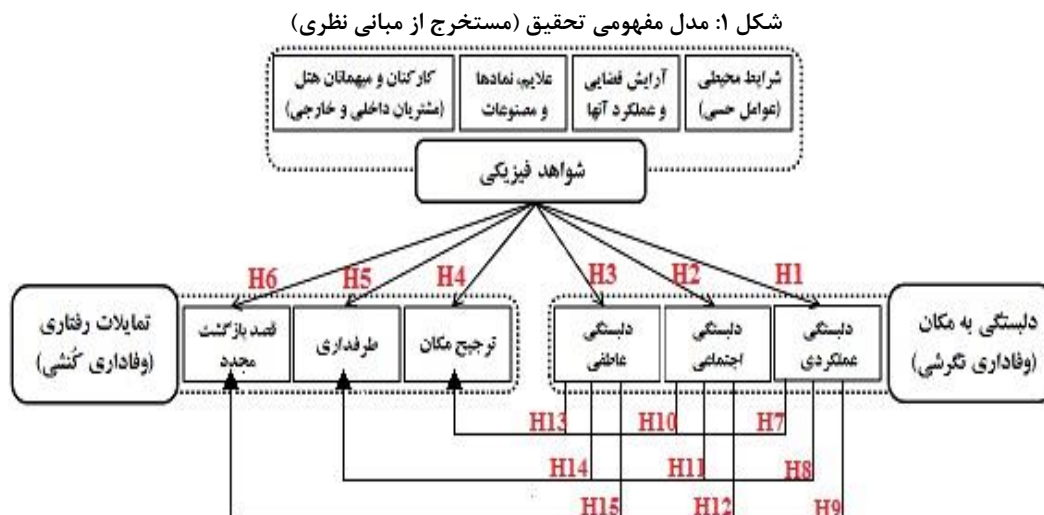 شکل ۱: مدل مفهومی تحقیق (مستخرج از مبانی نظری)
شرایط محیطی
(عوامل حسی)
آرایش فضایی
و عملکرد آنها
علایم، نمادها
و مصنوعات
کارکنان و میهمانان هتل
(مشتریان داخلی و خارجی)
شواهد فیزیکی
H1
H2
H3
H4
H5
H6
دلبستگی به مکان
(وفاداری نگرشی)
دلبستگی
عملکردی
دلبستگی
اجتماعی
دلبستگی
عاطفی
ترجیح مکان
طرفداری
قصد بازگشت
مجدد
تمایلات رفتاری
(وفاداری کُنشی)
H7
H10
H13
H8
H11
H14
H9
H12
H15